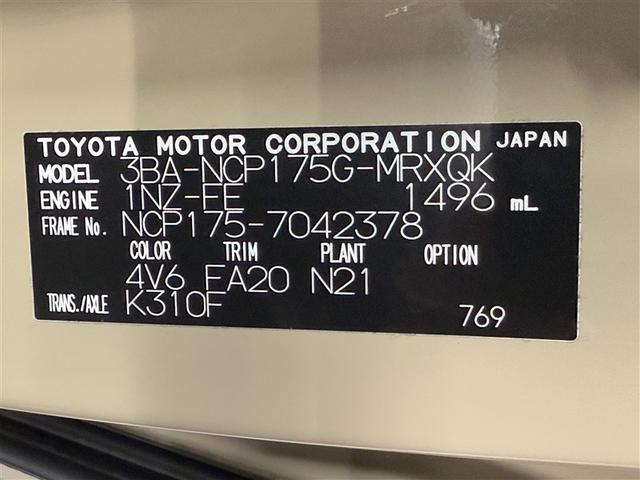 TOYOTA MOTOR CORPORATION JAPAN
MODEL 3BA-NCP175G-MRXQK
ENGINE 1NZ-FE 1496 mL
FRAME No. NCP175-7042378
COLOR TRIM PLANT OPTION
4V6 FA20 N21
TRANS./AXLE K310F
769